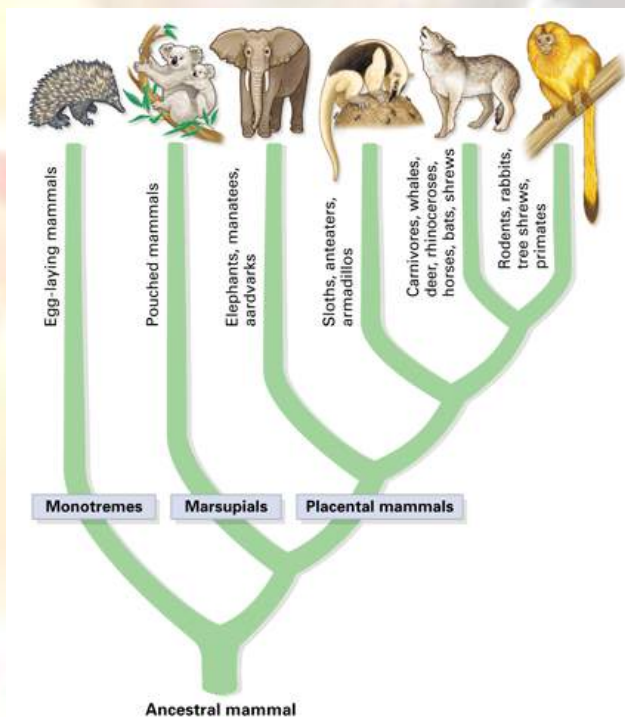 Egg-laying mammals
Pouched mammals
Elephants, manatees,
aardvarks
Sloths, anteaters,
armadillos
Carnivores, whales,
deer, rhinoceroses,
horses, bats, shrews
Rodents, rabbits,
tree shrews,
primates
Monotremes
Marsupials
Placental mammals
Ancestral mammal